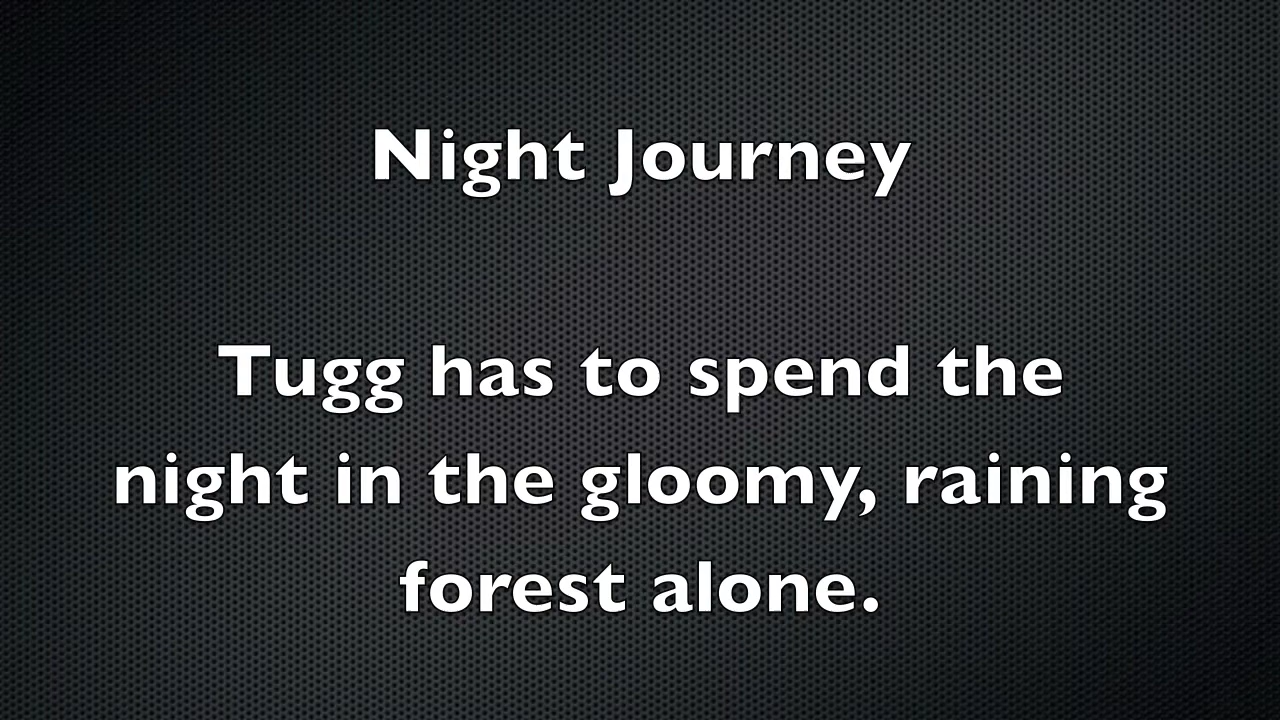 Night Journey
Tugg has to spend the
night in the gloomy, raining
forest alone.